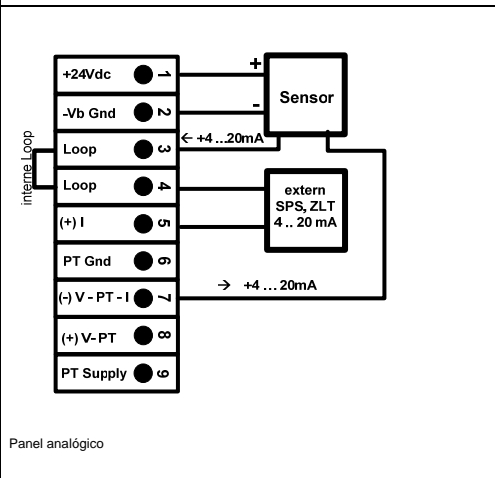 +24Vdc 1
-Vb Gnd 2
Loop 3
Loop 4
(+) I 5
PT Gnd 6
(-) V - PT - I 7
(+) V- PT 8
PT Supply 9
interne Loop
+
-
Sensor
← +4 ...20mA
extern
SPS, ZLT
4 .. 20 mA
→ +4 ... 20mA
Panel analógico